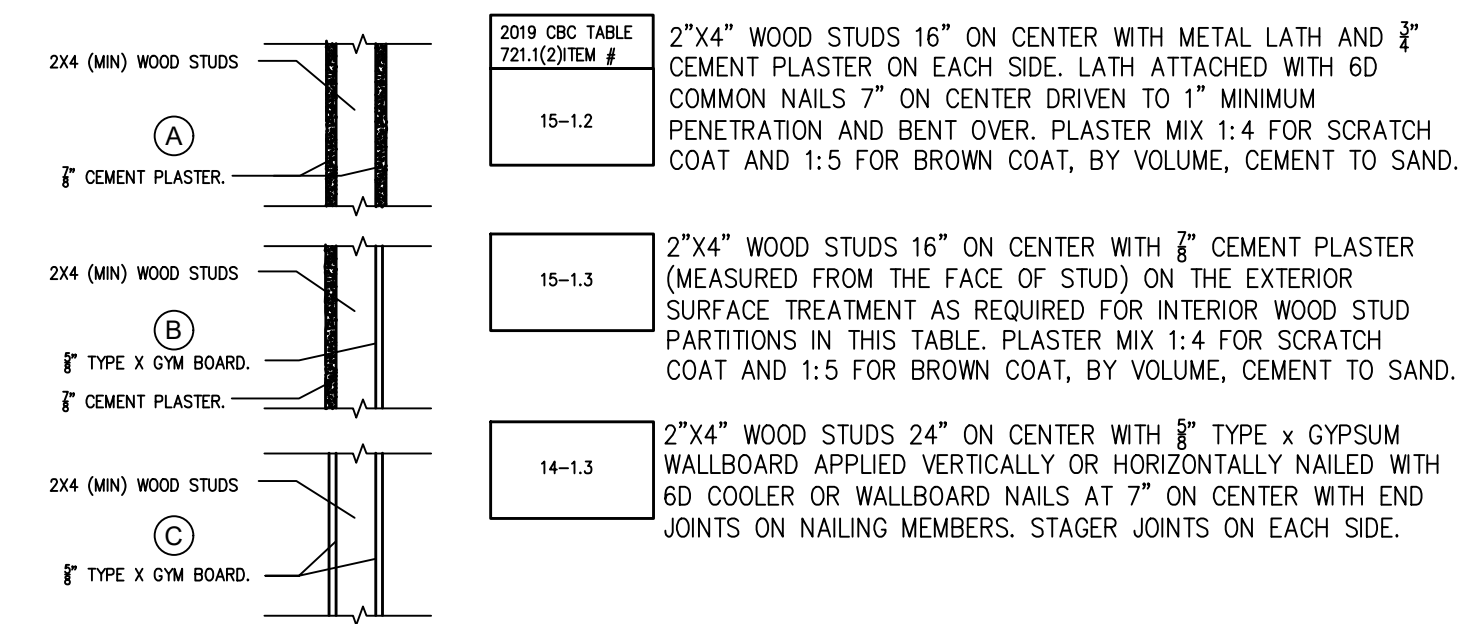 2X4 (MIN) WOOD STUDS
A
⅞" CEMENT PLASTER.
2019 CBC TABLE
721.1(2)ITEM #
15-1.2
2"X4" WOOD STUDS 16" ON CENTER WITH METAL LATH AND ¾"
CEMENT PLASTER ON EACH SIDE. LATH ATTACHED WITH 6D
COMMON NAILS 7" ON CENTER DRIVEN TO 1" MINIMUM
PENETRATION AND BENT OVER. PLASTER MIX 1:4 FOR SCRATCH
COAT AND 1:5 FOR BROWN COAT, BY VOLUME, CEMENT TO SAND.
2X4 (MIN) WOOD STUDS
B
⅝" TYPE X GYM BOARD.
⅞" CEMENT PLASTER.
15-1.3
2"X4" WOOD STUDS 16" ON CENTER WITH ⅞" CEMENT PLASTER
(MEASURED FROM THE FACE OF STUD) ON THE EXTERIOR
SURFACE TREATMENT AS REQUIRED FOR INTERIOR WOOD STUD
PARTITIONS IN THIS TABLE. PLASTER MIX 1:4 FOR SCRATCH
COAT AND 1:5 FOR BROWN COAT, BY VOLUME, CEMENT TO SAND.
2X4 (MIN) WOOD STUDS
C
⅝" TYPE X GYM BOARD.
14-1.3
2"X4" WOOD STUDS 24" ON CENTER WITH ⅝" TYPE x GYPSUM
WALLBOARD APPLIED VERTICALLY OR HORIZONTALLY NAILED WITH
6D COOLER OR WALLBOARD NAILS AT 7" ON CENTER WITH END
JOINTS ON NAILING MEMBERS. STAGER JOINTS ON EACH SIDE.